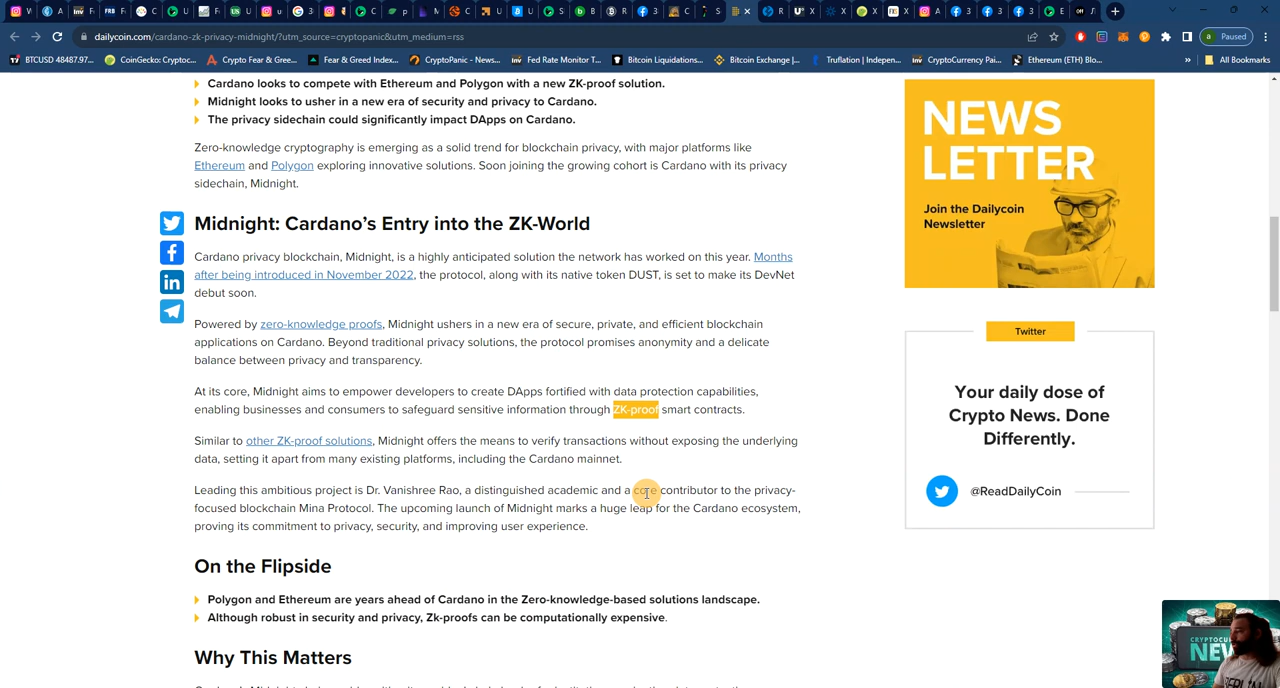 dailycoin.com/cardano-zk-privacy-midnight/?utm_source=cryptopanic&utm_medium=rss
a Paused
BTCUSD 48487.97... CoinGecko: Cryptoc... Crypto Fear & Gree... Fear & Greed Index... CryptoPanic - News... Fed Rate Monitor T... Bitcoin Liquidations... Bitcoin Exchange |... Truflation | Indepen... CryptoCurrency Pai... Ethereum (ETH) Blo... » All Bookmarks
Cardano looks to compete with Ethereum and Polygon with a new ZK-proof solution.
Midnight looks to usher in a new era of security and privacy to Cardano.
The privacy sidechain could significantly impact DApps on Cardano.
Zero-knowledge cryptography is emerging as a solid trend for blockchain privacy, with major platforms like
Ethereum and Polygon exploring innovative solutions. Soon joining the growing cohort is Cardano with its privacy
sidechain, Midnight.
Midnight: Cardano’s Entry into the ZK-World
Cardano privacy blockchain, Midnight, is a highly anticipated solution the network has worked on this year. Months
after being introduced in November 2022, the protocol, along with its native token DUST, is set to make its DevNet
debut soon.
Powered by zero-knowledge proofs, Midnight ushers in a new era of secure, private, and efficient blockchain
applications on Cardano. Beyond traditional privacy solutions, the protocol promises anonymity and a delicate
balance between privacy and transparency.
At its core, Midnight aims to empower developers to create DApps fortified with data protection capabilities,
enabling businesses and consumers to safeguard sensitive information through ZK-proof smart contracts.
Similar to other ZK-proof solutions, Midnight offers the means to verify transactions without exposing the underlying
data, setting it apart from many existing platforms, including the Cardano mainnet.
Leading this ambitious project is Dr. Vanishree Rao, a distinguished academic and a core contributor to the privacy-
focused blockchain Mina Protocol. The upcoming launch of Midnight marks a huge leap for the Cardano ecosystem,
proving its commitment to privacy, security, and improving user experience.
On the Flipside
Polygon and Ethereum are years ahead of Cardano in the Zero-knowledge-based solutions landscape.
Although robust in security and privacy, Zk-proofs can be computationally expensive.
Why This Matters
NEWS
LETTER
Join the Dailycoin
Newsletter
Twitter
Your daily dose of
Crypto News. Done
Differently.
@ReadDailyCoin